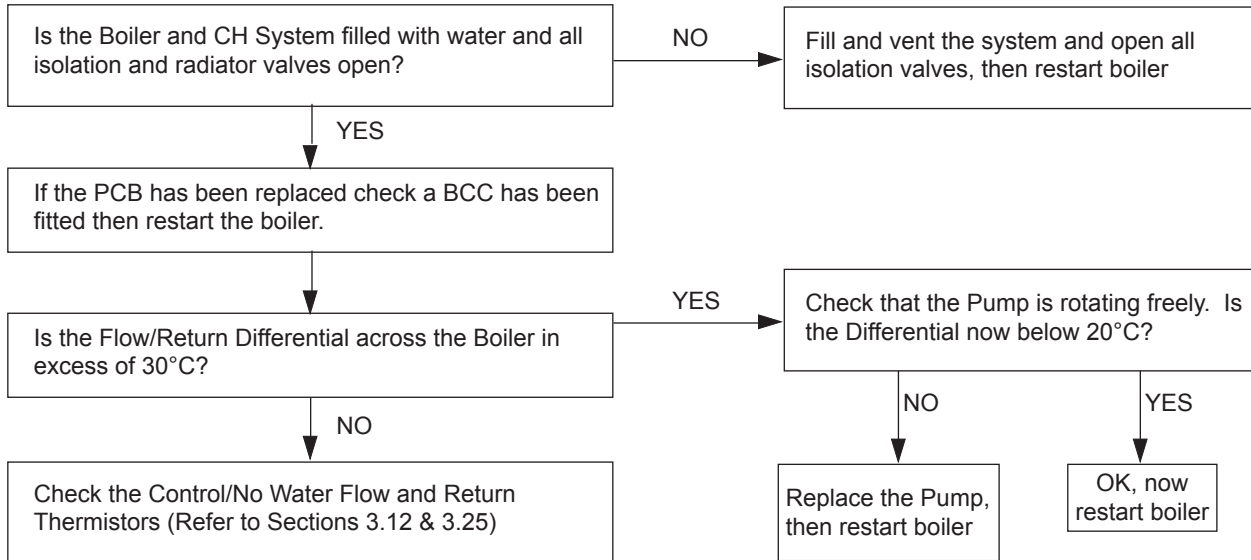 Is the Boiler and CH System filled with water and all
isolation and radiator valves open?
NO
Fill and vent the system and open all
isolation valves, then restart boiler
YES
If the PCB has been replaced check a BCC has been
fitted then restart the boiler.
Is the Flow/Return Differential across the Boiler in
excess of 30°C?
YES
Check that the Pump is rotating freely.  Is
the Differential now below 20°C?
NO
Check the Control/No Water Flow and Return
Thermistors (Refer to Sections 3.12 & 3.25)
NO
Replace the Pump,
then restart boiler
YES
OK, now
restart boiler